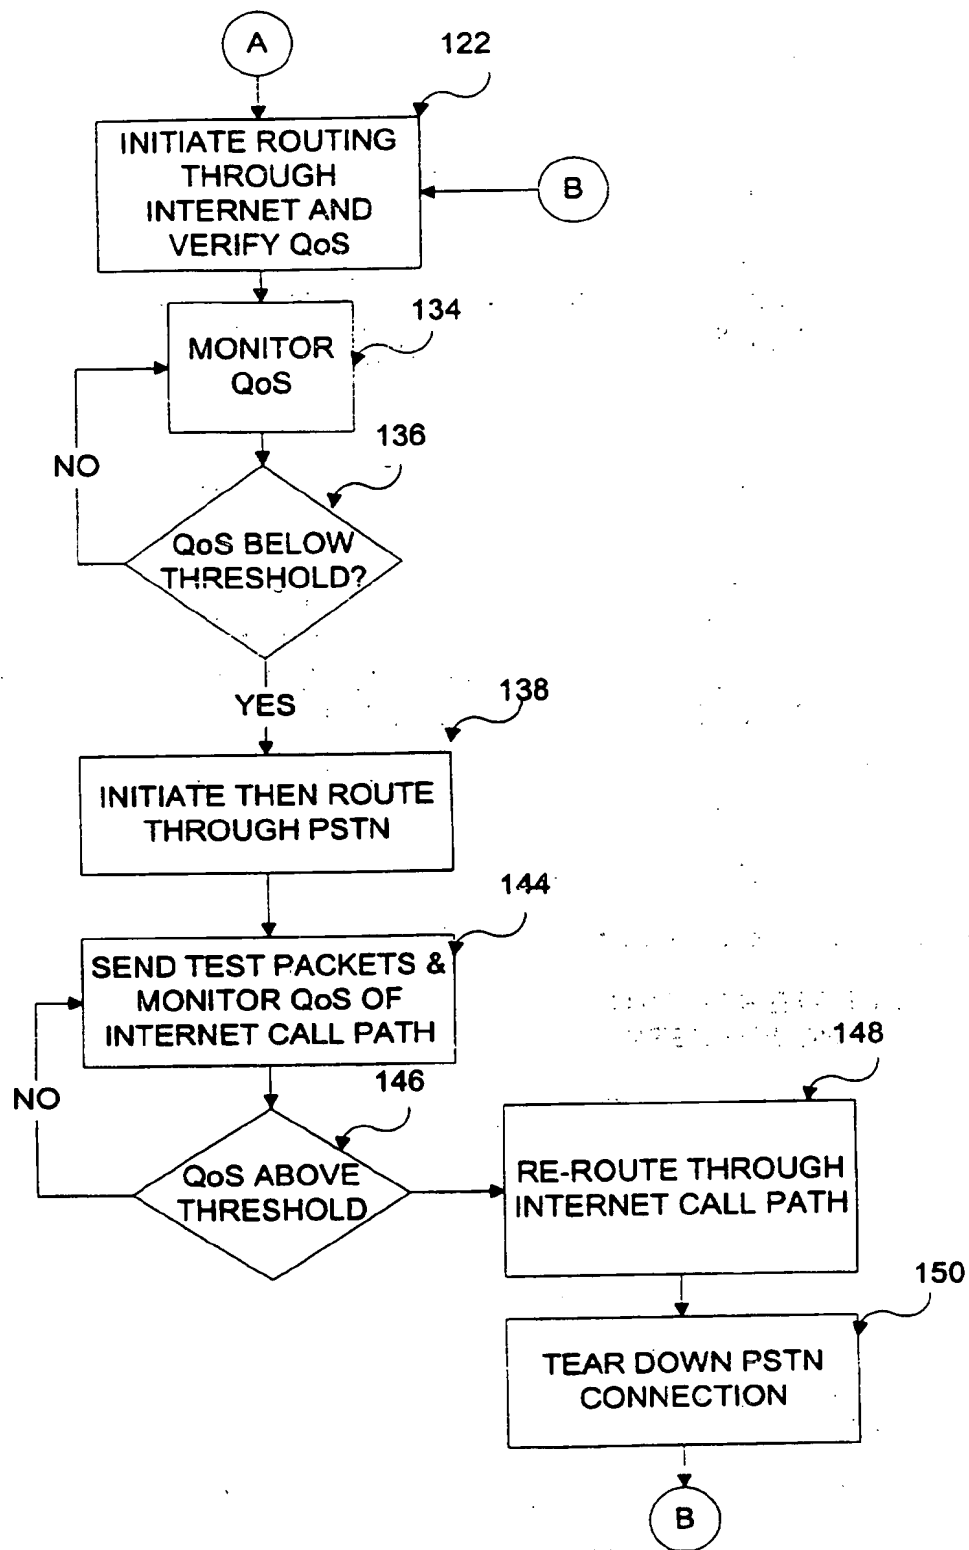 A
122
INITIATE ROUTING
THROUGH
INTERNET AND
VERIFY QoS
B
134
MONITOR
QoS
136
NO
QoS BELOW
THRESHOLD?
YES
138
INITIATE THEN ROUTE
THROUGH PSTN
144
SEND TEST PACKETS &
MONITOR QoS OF
INTERNET CALL PATH
NO
146
QoS ABOVE
THRESHOLD
148
RE-ROUTE THROUGH
INTERNET CALL PATH
150
TEAR DOWN PSTN
CONNECTION
B